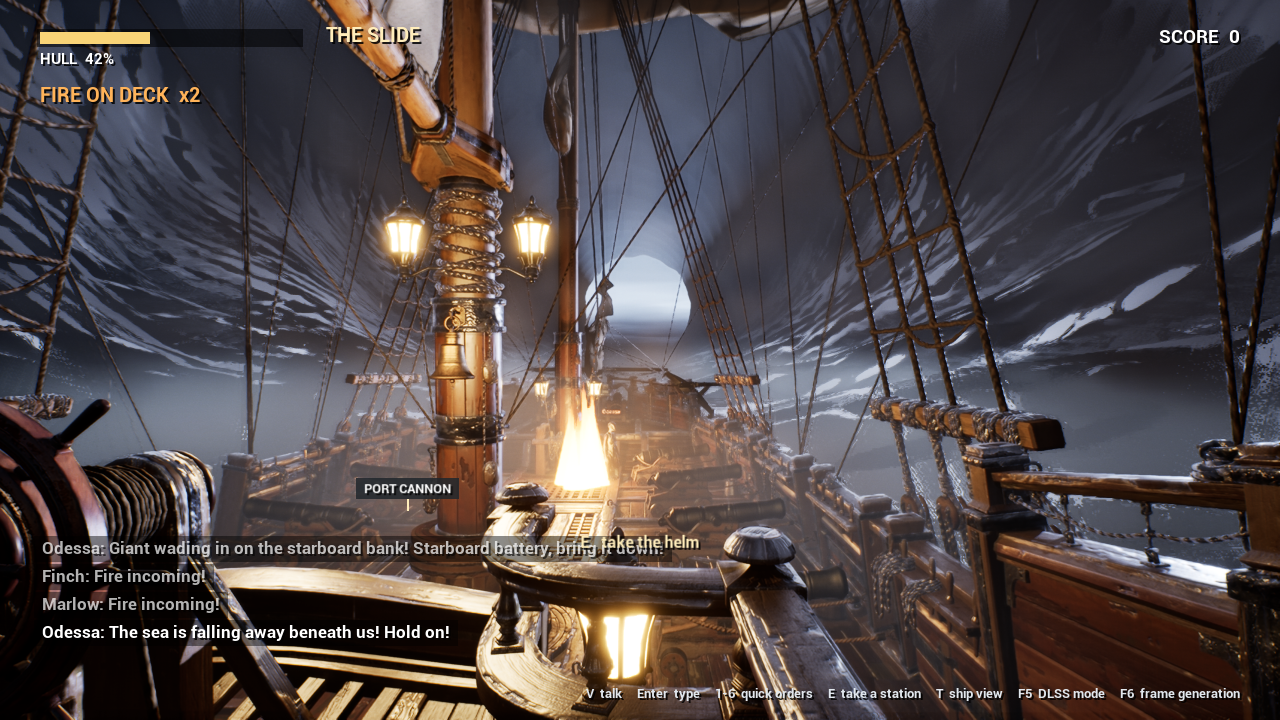 THE SLIDE
SCORE 0
HULL 42%
FIRE ON DECK x2
PORT CANNON
E take the helm
Odessa: Giant wading in on the starboard bank! Starboard battery, bring it down!
Finch: Fire incoming!
Marlow: Fire incoming!
Odessa: The sea is falling away beneath us! Hold on!
V talk Enter type 1-6 quick orders E take a station T ship view F5 DLSS mode F6 frame generation